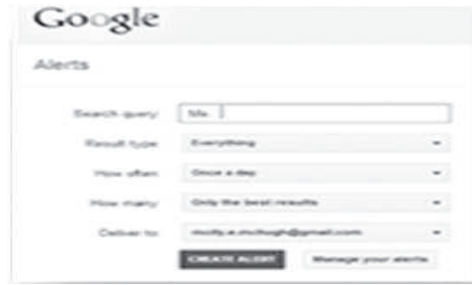 Google
Alerts
Search query
Result type Everything
How often Once a day
How many Only the best results
Deliver to
CREATE ALERT Manage your alerts